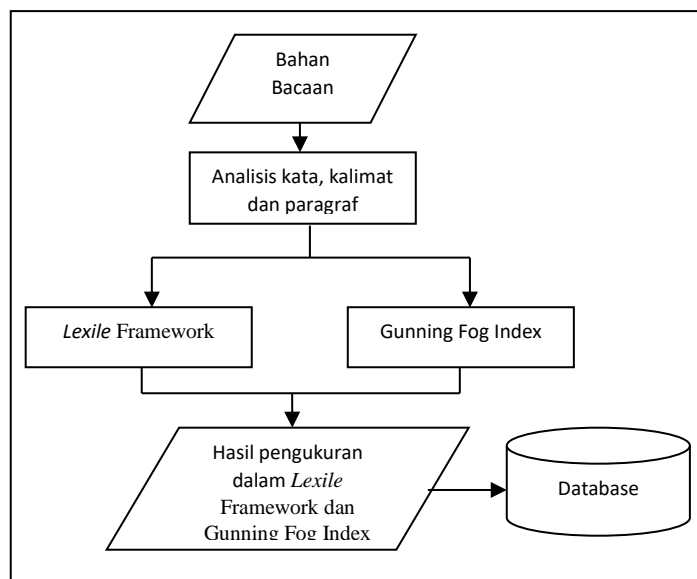 Bahan
Bacaan
Analisis kata, kalimat
dan paragraf
Lexile Framework
Gunning Fog Index
Hasil pengukuran
dalam Lexile
Framework dan
Gunning Fog Index
Database